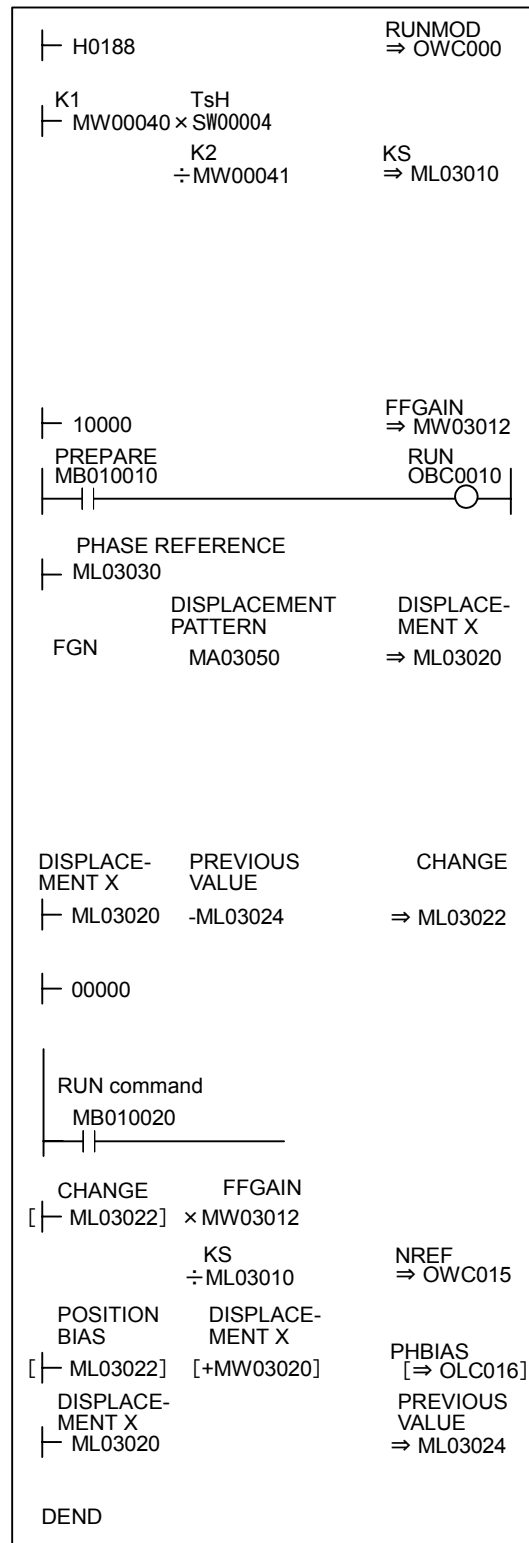 RUNMOD
H0188 ⇒ OWC000
K1 TsH
MW00040 × SW00004
K2 KS
÷ MW00041 ⇒ ML03010
FFGAIN
10000 ⇒ MW03012
PREPARE RUN
MB010010 OBC0010
PHASE REFERENCE
ML03030
DISPLACEMENT DISPLACE-
PATTERN MENT X
FGN MA03050 ⇒ ML03020
DISPLACE- PREVIOUS CHANGE
MENT X VALUE
ML03020 -ML03024 ⇒ ML03022
00000
RUN command
MB010020
CHANGE FFGAIN
[ ML03022] × MW03012
KS NREF
÷ ML03010 ⇒ OWC015
POSITION DISPLACE-
BIAS MENT X PHBIAS
[ ML03022] [+MW03020] [⇒ OLC016]
DISPLACE- PREVIOUS
MENT X VALUE
ML03020 ⇒ ML03024
DEND